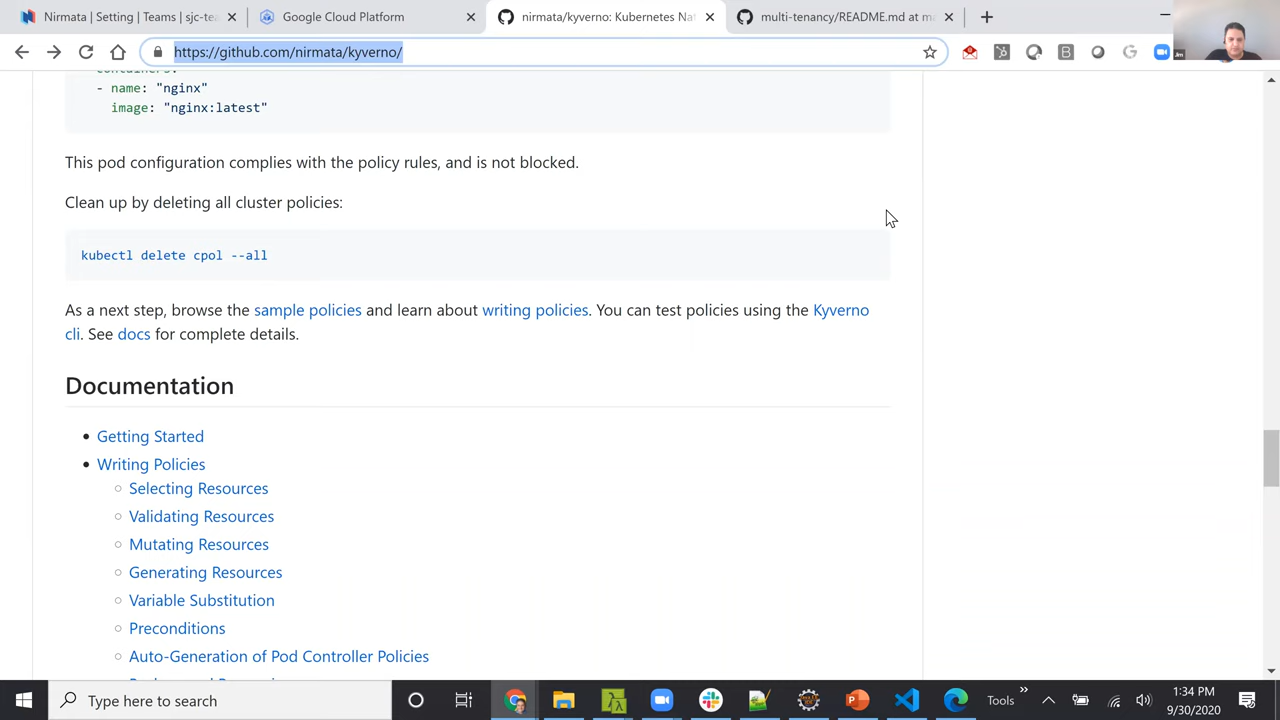 Nirmata | Setting | Teams | sjc-tea
Google Cloud Platform
nirmata/kyverno: Kubernetes Nat
multi-tenancy/README.md at ma
https://github.com/nirmata/kyverno/
- name: "nginx"
image: "nginx:latest"
This pod configuration complies with the policy rules, and is not blocked.
Clean up by deleting all cluster policies:
kubectl delete cpol --all
As a next step, browse the sample policies and learn about writing policies. You can test policies using the Kyverno
cli. See docs for complete details.
Documentation
Getting Started
Writing Policies
Selecting Resources
Validating Resources
Mutating Resources
Generating Resources
Variable Substitution
Preconditions
Auto-Generation of Pod Controller Policies
Type here to search
Tools
1:34 PM
9/30/2020